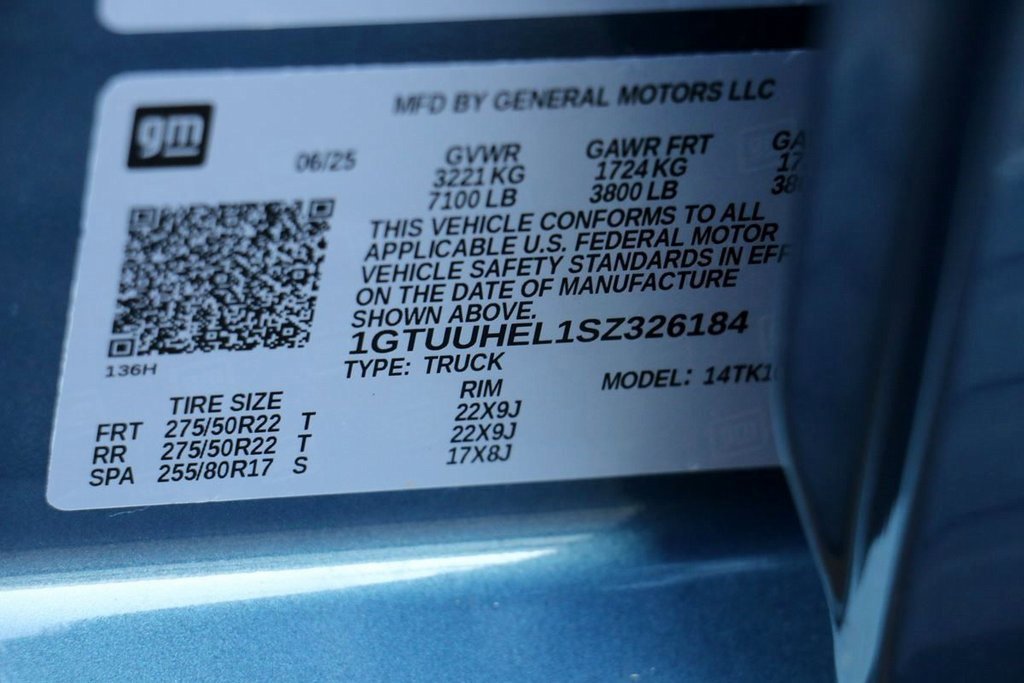 gm
MFD BY GENERAL MOTORS LLC
06/25
GVWR GAWR FRT
3221 KG 1724 KG
7100 LB 3800 LB
THIS VEHICLE CONFORMS TO ALL
APPLICABLE U.S. FEDERAL MOTOR
VEHICLE SAFETY STANDARDS IN EFF
ON THE DATE OF MANUFACTURE
SHOWN ABOVE.
1GTUUHEL1SZ326184
136H
TYPE: TRUCK
MODEL: 14TK1
TIRE SIZE RIM
FRT 275/50R22 T 22X9J
RR 275/50R22 T 22X9J
SPA 255/80R17 S 17X8J